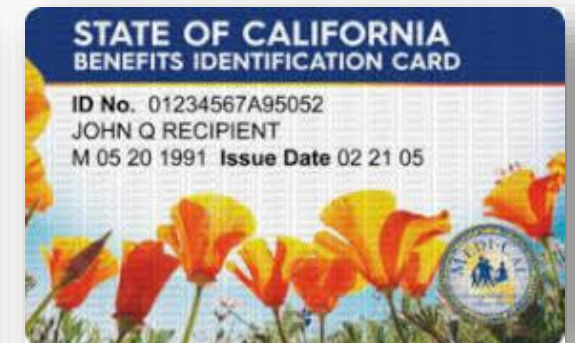 STATE OF CALIFORNIA
BENEFITS IDENTIFICATION CARD
ID No. 01234567A95052
JOHN Q RECIPIENT
M 05 20 1991 Issue Date 02 21 05
MEDI-CAL